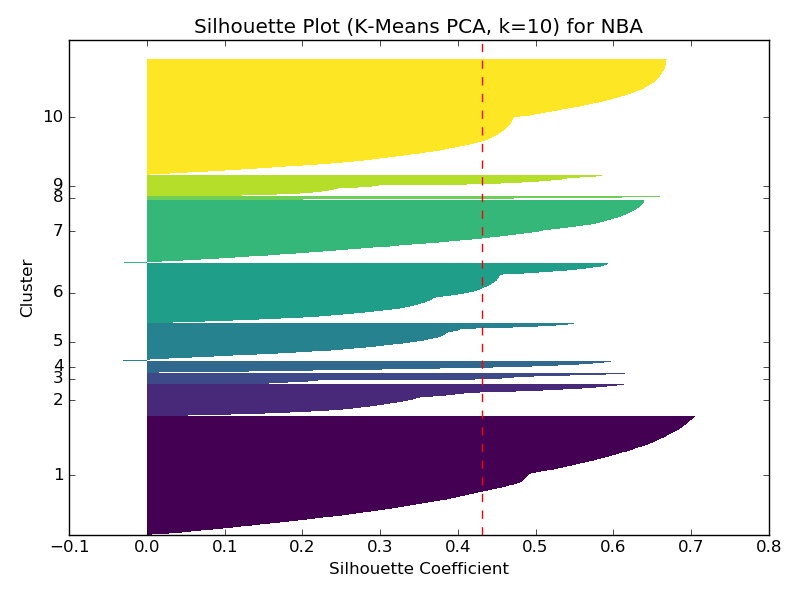 Silhouette Plot (K-Means PCA, k=10) for NBA
10
9
8
7
6
5
4
3
2
1
Cluster
−0.1 0.0 0.1 0.2 0.3 0.4 0.5 0.6 0.7 0.8
Silhouette Coefficient